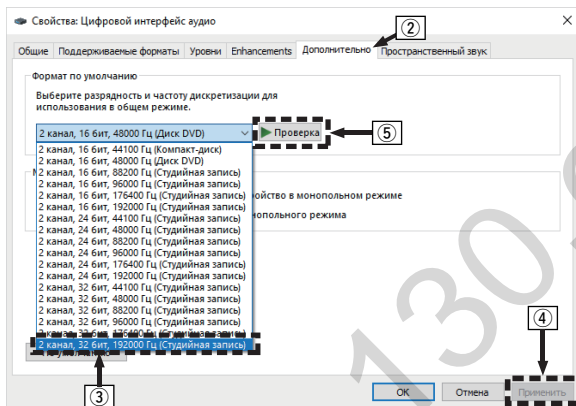 Свойства: Цифровой интерфейс аудио
②
Общие Поддерживаемые форматы Уровни Enhancements Дополнительно Пространственный звук
Формат по умолчанию
Выберите разрядность и частоту дискретизации для
использования в общем режиме.
2 канал, 16 бит, 48000 Гц (Диск DVD) Проверка ⑤
2 канал, 16 бит, 44100 Гц (Компакт-диск)
2 канал, 16 бит, 48000 Гц (Диск DVD)
2 канал, 16 бит, 88200 Гц (Студийная запись)
2 канал, 16 бит, 96000 Гц (Студийная запись)
2 канал, 16 бит, 176400 Гц (Студийная запись) ройство в монопольном режиме
2 канал, 16 бит, 192000 Гц (Студийная запись)
2 канал, 24 бит, 44100 Гц (Студийная запись) нопольного режима
2 канал, 24 бит, 48000 Гц (Студийная запись)
2 канал, 24 бит, 88200 Гц (Студийная запись)
2 канал, 24 бит, 96000 Гц (Студийная запись)
2 канал, 24 бит, 176400 Гц (Студийная запись)
2 канал, 24 бит, 192000 Гц (Студийная запись)
2 канал, 32 бит, 44100 Гц (Студийная запись)
2 канал, 32 бит, 48000 Гц (Студийная запись)
2 канал, 32 бит, 88200 Гц (Студийная запись)
2 канал, 32 бит, 96000 Гц (Студийная запись)
2 канал, 32 бит, 176400 Гц (Студийная запись)
2 канал, 32 бит, 192000 Гц (Студийная запись)
④
③
OK Отмена Применить
130